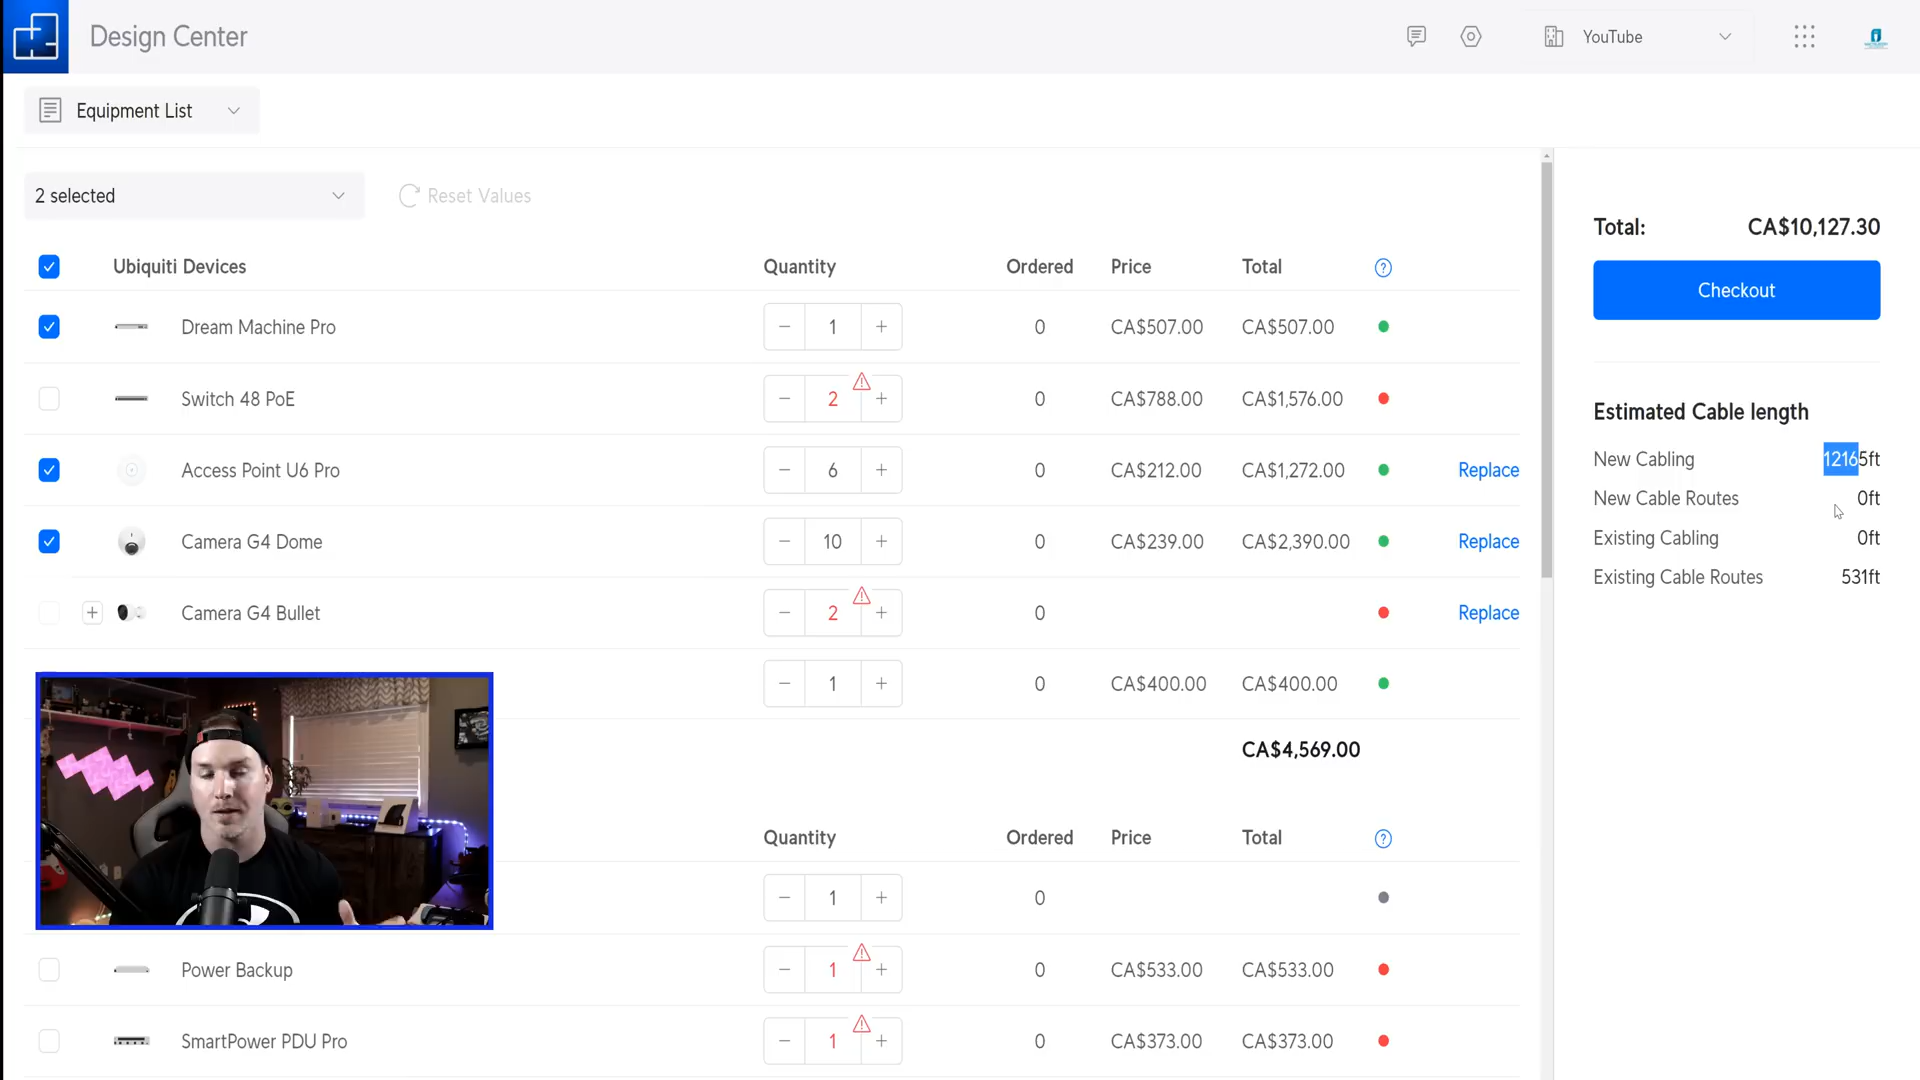 Design Center
YouTube
Equipment List
2 selected
Reset Values
Total: CA$10,127.30
Checkout
Ubiquiti Devices Quantity Ordered Price Total ?
Dream Machine Pro − 1 + 0 CA$507.00 CA$507.00
Switch 48 PoE − 2 + 0 CA$788.00 CA$1,576.00
Access Point U6 Pro − 6 + 0 CA$212.00 CA$1,272.00 Replace
Camera G4 Dome − 10 + 0 CA$239.00 CA$2,390.00 Replace
+ Camera G4 Bullet − 2 + 0 Replace
− 1 + 0 CA$400.00 CA$400.00
CA$4,569.00
Quantity Ordered Price Total ?
− 1 + 0
Power Backup − 1 + 0 CA$533.00 CA$533.00
SmartPower PDU Pro − 1 + 0 CA$373.00 CA$373.00
Estimated Cable length
New Cabling 12165ft
New Cable Routes 0ft
Existing Cabling 0ft
Existing Cable Routes 531ft